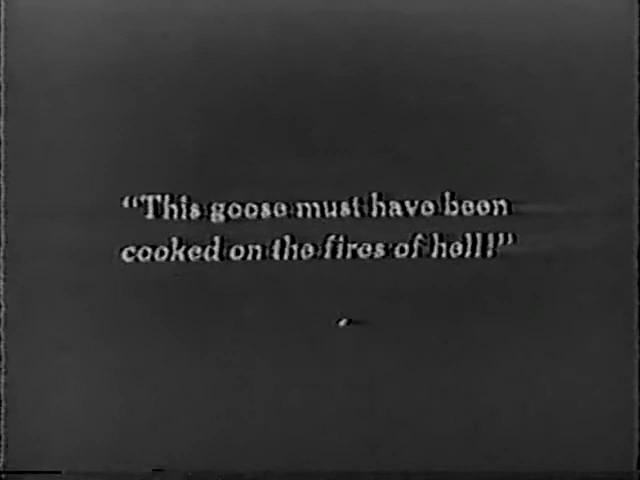 “This goose must have been
cooked on the fires of hell!”